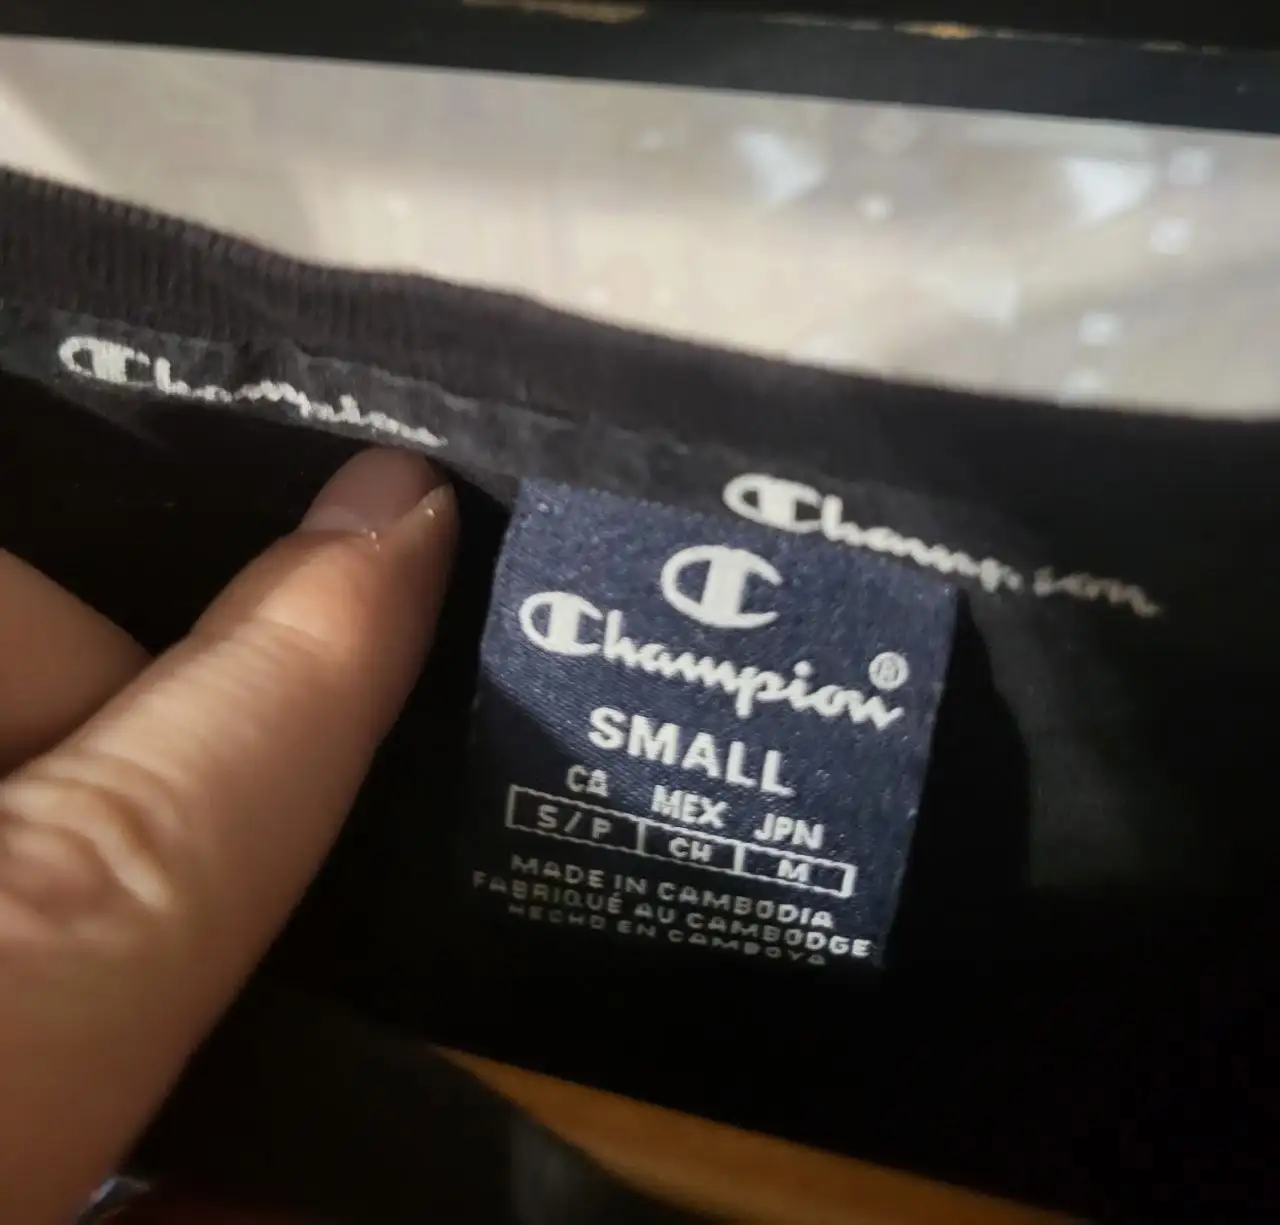 Champion
Champion
C
Champion®
SMALL
CA MEX JPN
S/P CH M
MADE IN CAMBODIA
FABRIQUÉ AU CAMBODGE
HECHO EN CAMBOYA